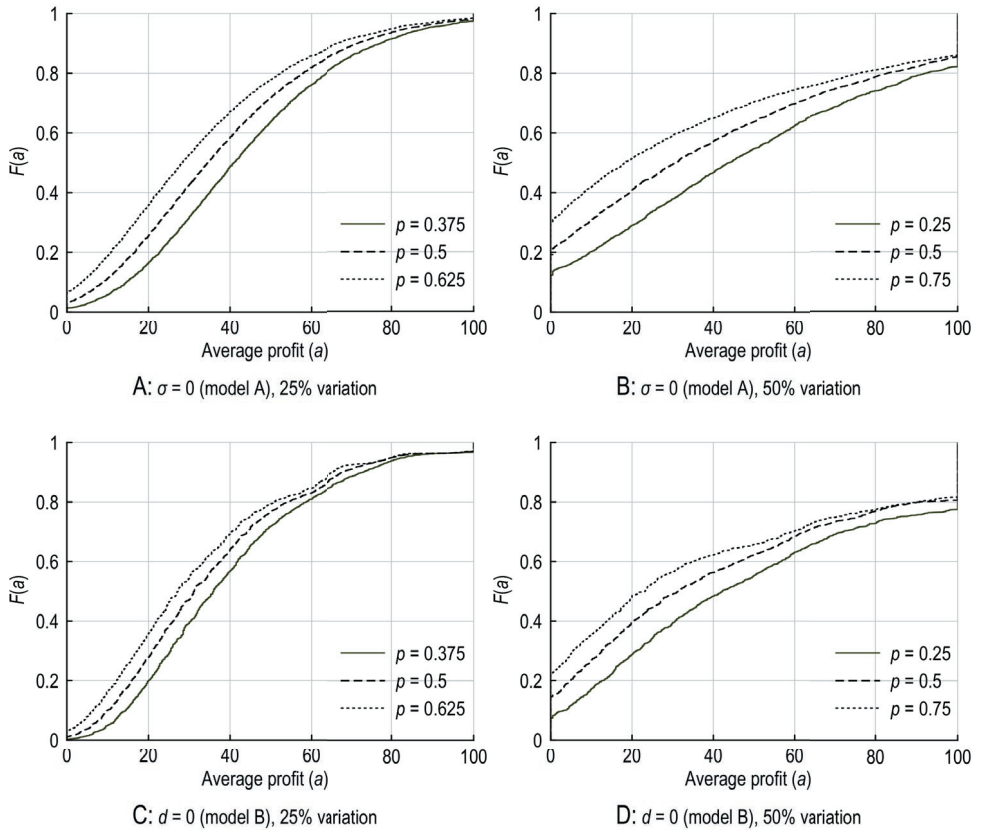 1
0.8
0.6
0.4
0.2
0
F(a)
p = 0.375
p = 0.5
p = 0.625
0 20 40 60 80 100
Average profit (a)
A: σ = 0 (model A), 25% variation
1
0.8
0.6
0.4
0.2
0
F(a)
p = 0.25
p = 0.5
p = 0.75
0 20 40 60 80 100
Average profit (a)
B: σ = 0 (model A), 50% variation
1
0.8
0.6
0.4
0.2
0
F(a)
p = 0.375
p = 0.5
p = 0.625
0 20 40 60 80 100
Average profit (a)
C: d = 0 (model B), 25% variation
1
0.8
0.6
0.4
0.2
0
F(a)
p = 0.25
p = 0.5
p = 0.75
0 20 40 60 80 100
Average profit (a)
D: d = 0 (model B), 50% variation